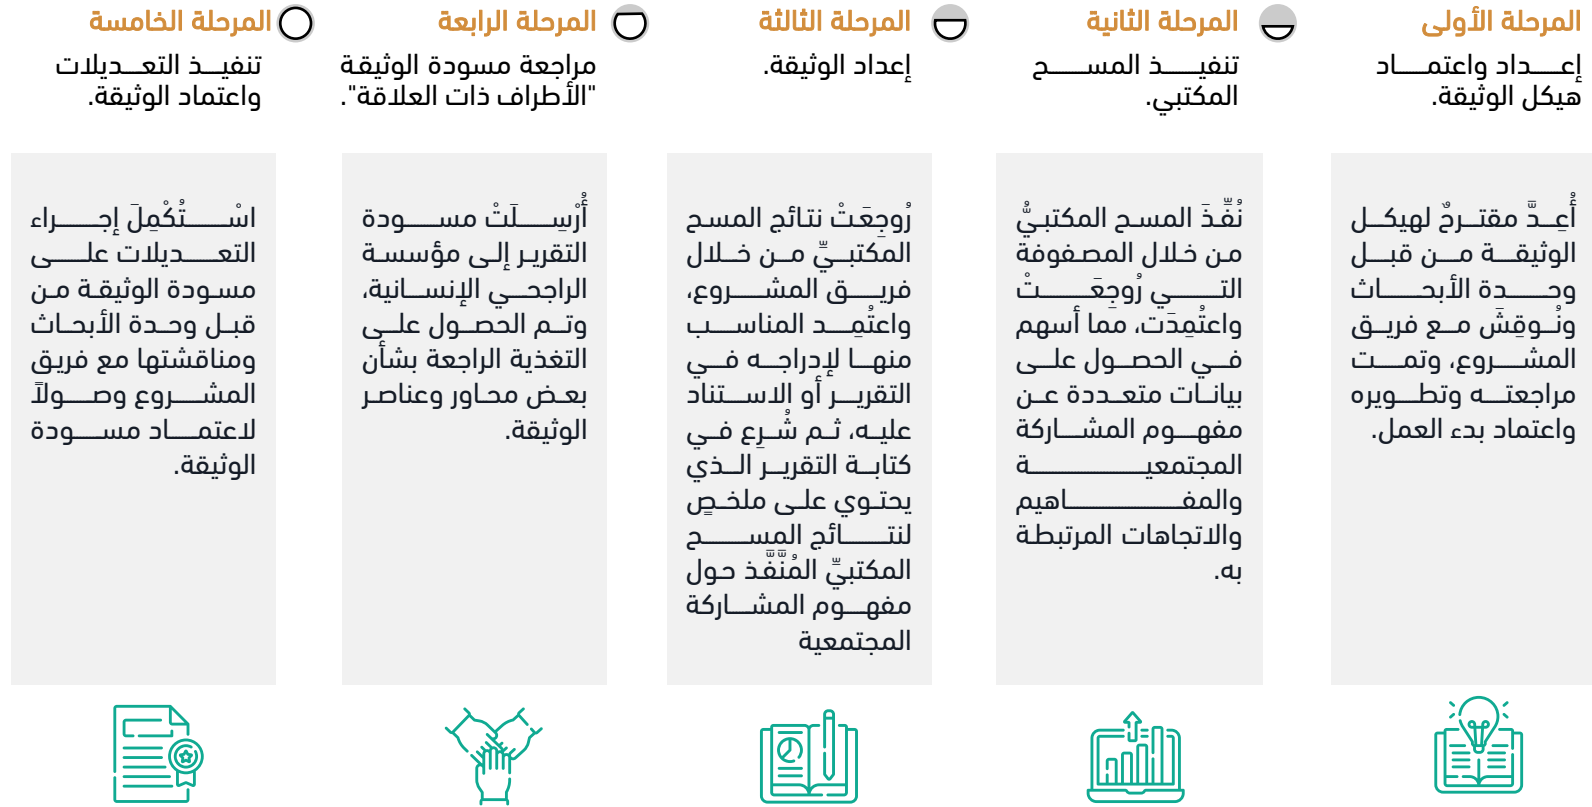 المرحلة الأولى
إعداد واعتماد
هيكل الوثيقة.
أُعِدَّ مقترحٌ لهيكل
الوثيقة من قبل
وحدة الأبحاث
ونُوقِشَ مع فريق
المشروع، وتمت
مراجعته وتطويره
واعتماد بدء العمل.
المرحلة الثانية
تنفيذ المسح
المكتبي.
نُفِّذَ المسح المكتبيُّ
من خلال المصفوفة
التي رُوجِعَتْ
واعتُمِدَت، مما أسهم
في الحصول على
بيانات متعددة عن
مفهوم المشاركة
المجتمعية
والمفاهيم
والاتجاهات المرتبطة
به.
المرحلة الثالثة
إعداد الوثيقة.
رُوجِعَتْ نتائج المسح
المكتبيِّ من خلال
فريق المشروع،
واعتُمِد المناسب
منها لإدراجه في
التقرير أو الاستناد
عليه، ثم شُرِع في
كتابة التقرير الذي
يحتوي على ملخصٍ
لنتائج المسح
المكتبيِّ المُنَّفَّذ حول
مفهوم المشاركة
المجتمعية
المرحلة الرابعة
مراجعة مسودة الوثيقة
"الأطراف ذات العلاقة".
أُرْسِلَتْ مسودة
التقرير إلى مؤسسة
الراجحي الإنسانية،
وتم الحصول على
التغذية الراجعة بشأن
بعض محاور وعناصر
الوثيقة.
المرحلة الخامسة
تنفيذ التعديلات
واعتماد الوثيقة.
اسْتُكْمِلَ إجراء
التعديلات على
مسودة الوثيقة من
قبل وحدة الأبحاث
ومناقشتها مع فريق
المشروع وصولاً
لاعتماد مسودة
الوثيقة.